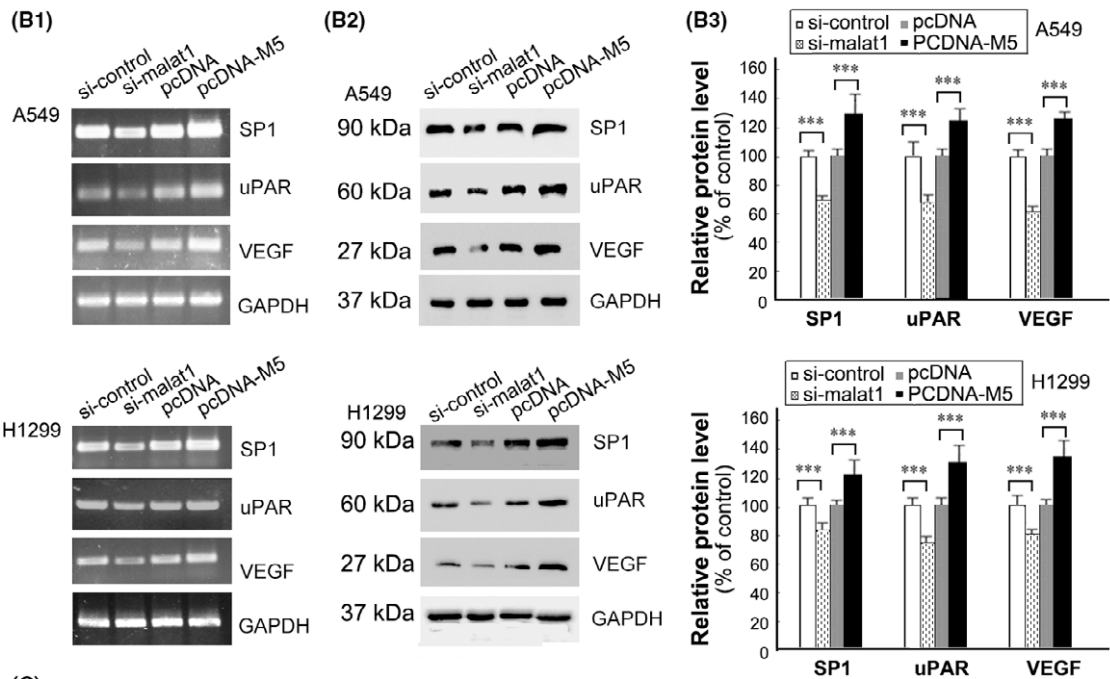 (B1)
si-control
si-malat1
pcDNA
pcDNA-M5
A549
SP1
uPAR
VEGF
GAPDH
si-control
si-malat1
pcDNA
pcDNA-M5
H1299
SP1
uPAR
VEGF
GAPDH
(B2)
A549
si-control
si-malat1
pcDNA
pcDNA-M5
90 kDa SP1
60 kDa uPAR
27 kDa VEGF
37 kDa GAPDH
H1299
si-control
si-malat1
pcDNA
pcDNA-M5
90 kDa SP1
60 kDa uPAR
27 kDa VEGF
37 kDa GAPDH
(B3)
si-control pcDNA
si-malat1 PCDNA-M5
A549
Relative protein level
(% of control)
160
140
120
100
80
60
40
20
0
*** *** *** *** *** ***
SP1 uPAR VEGF
si-control pcDNA
si-malat1 PCDNA-M5
H1299
Relative protein level
(% of control)
160
140
120
100
80
60
40
20
0
*** *** *** *** *** ***
SP1 uPAR VEGF